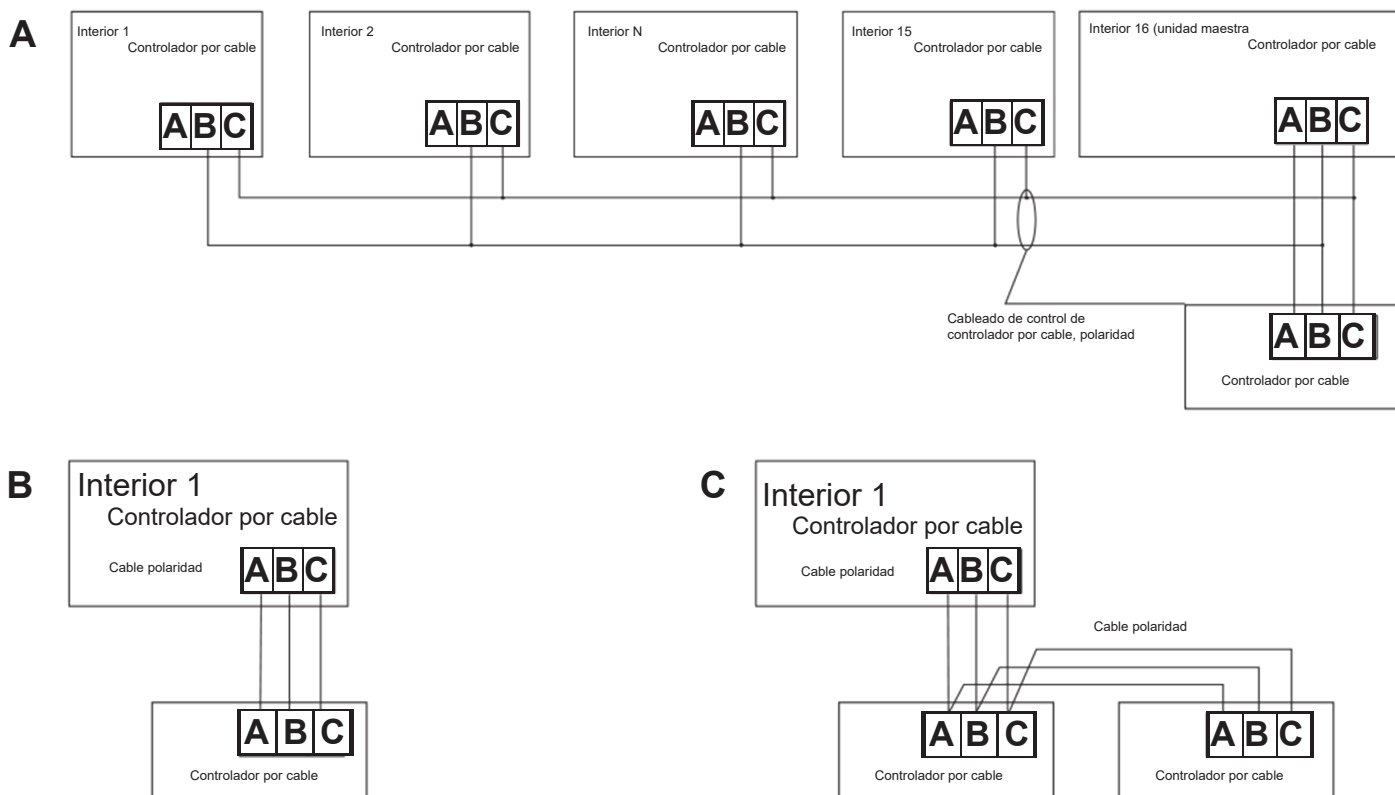 A
Interior 1
Controlador por cable
A B C
Interior 2
Controlador por cable
A B C
Interior N
Controlador por cable
A B C
Interior 15
Controlador por cable
A B C
Interior 16 (unidad maestra
Controlador por cable
A B C
Cableado de control de
controlador por cable, polaridad
A B C
Controlador por cable
B
Interior 1
Controlador por cable
Cable polaridad
A B C
A B C
Controlador por cable
C
Interior 1
Controlador por cable
Cable polaridad
A B C
Cable polaridad
A B C
Controlador por cable
A B C
Controlador por cable